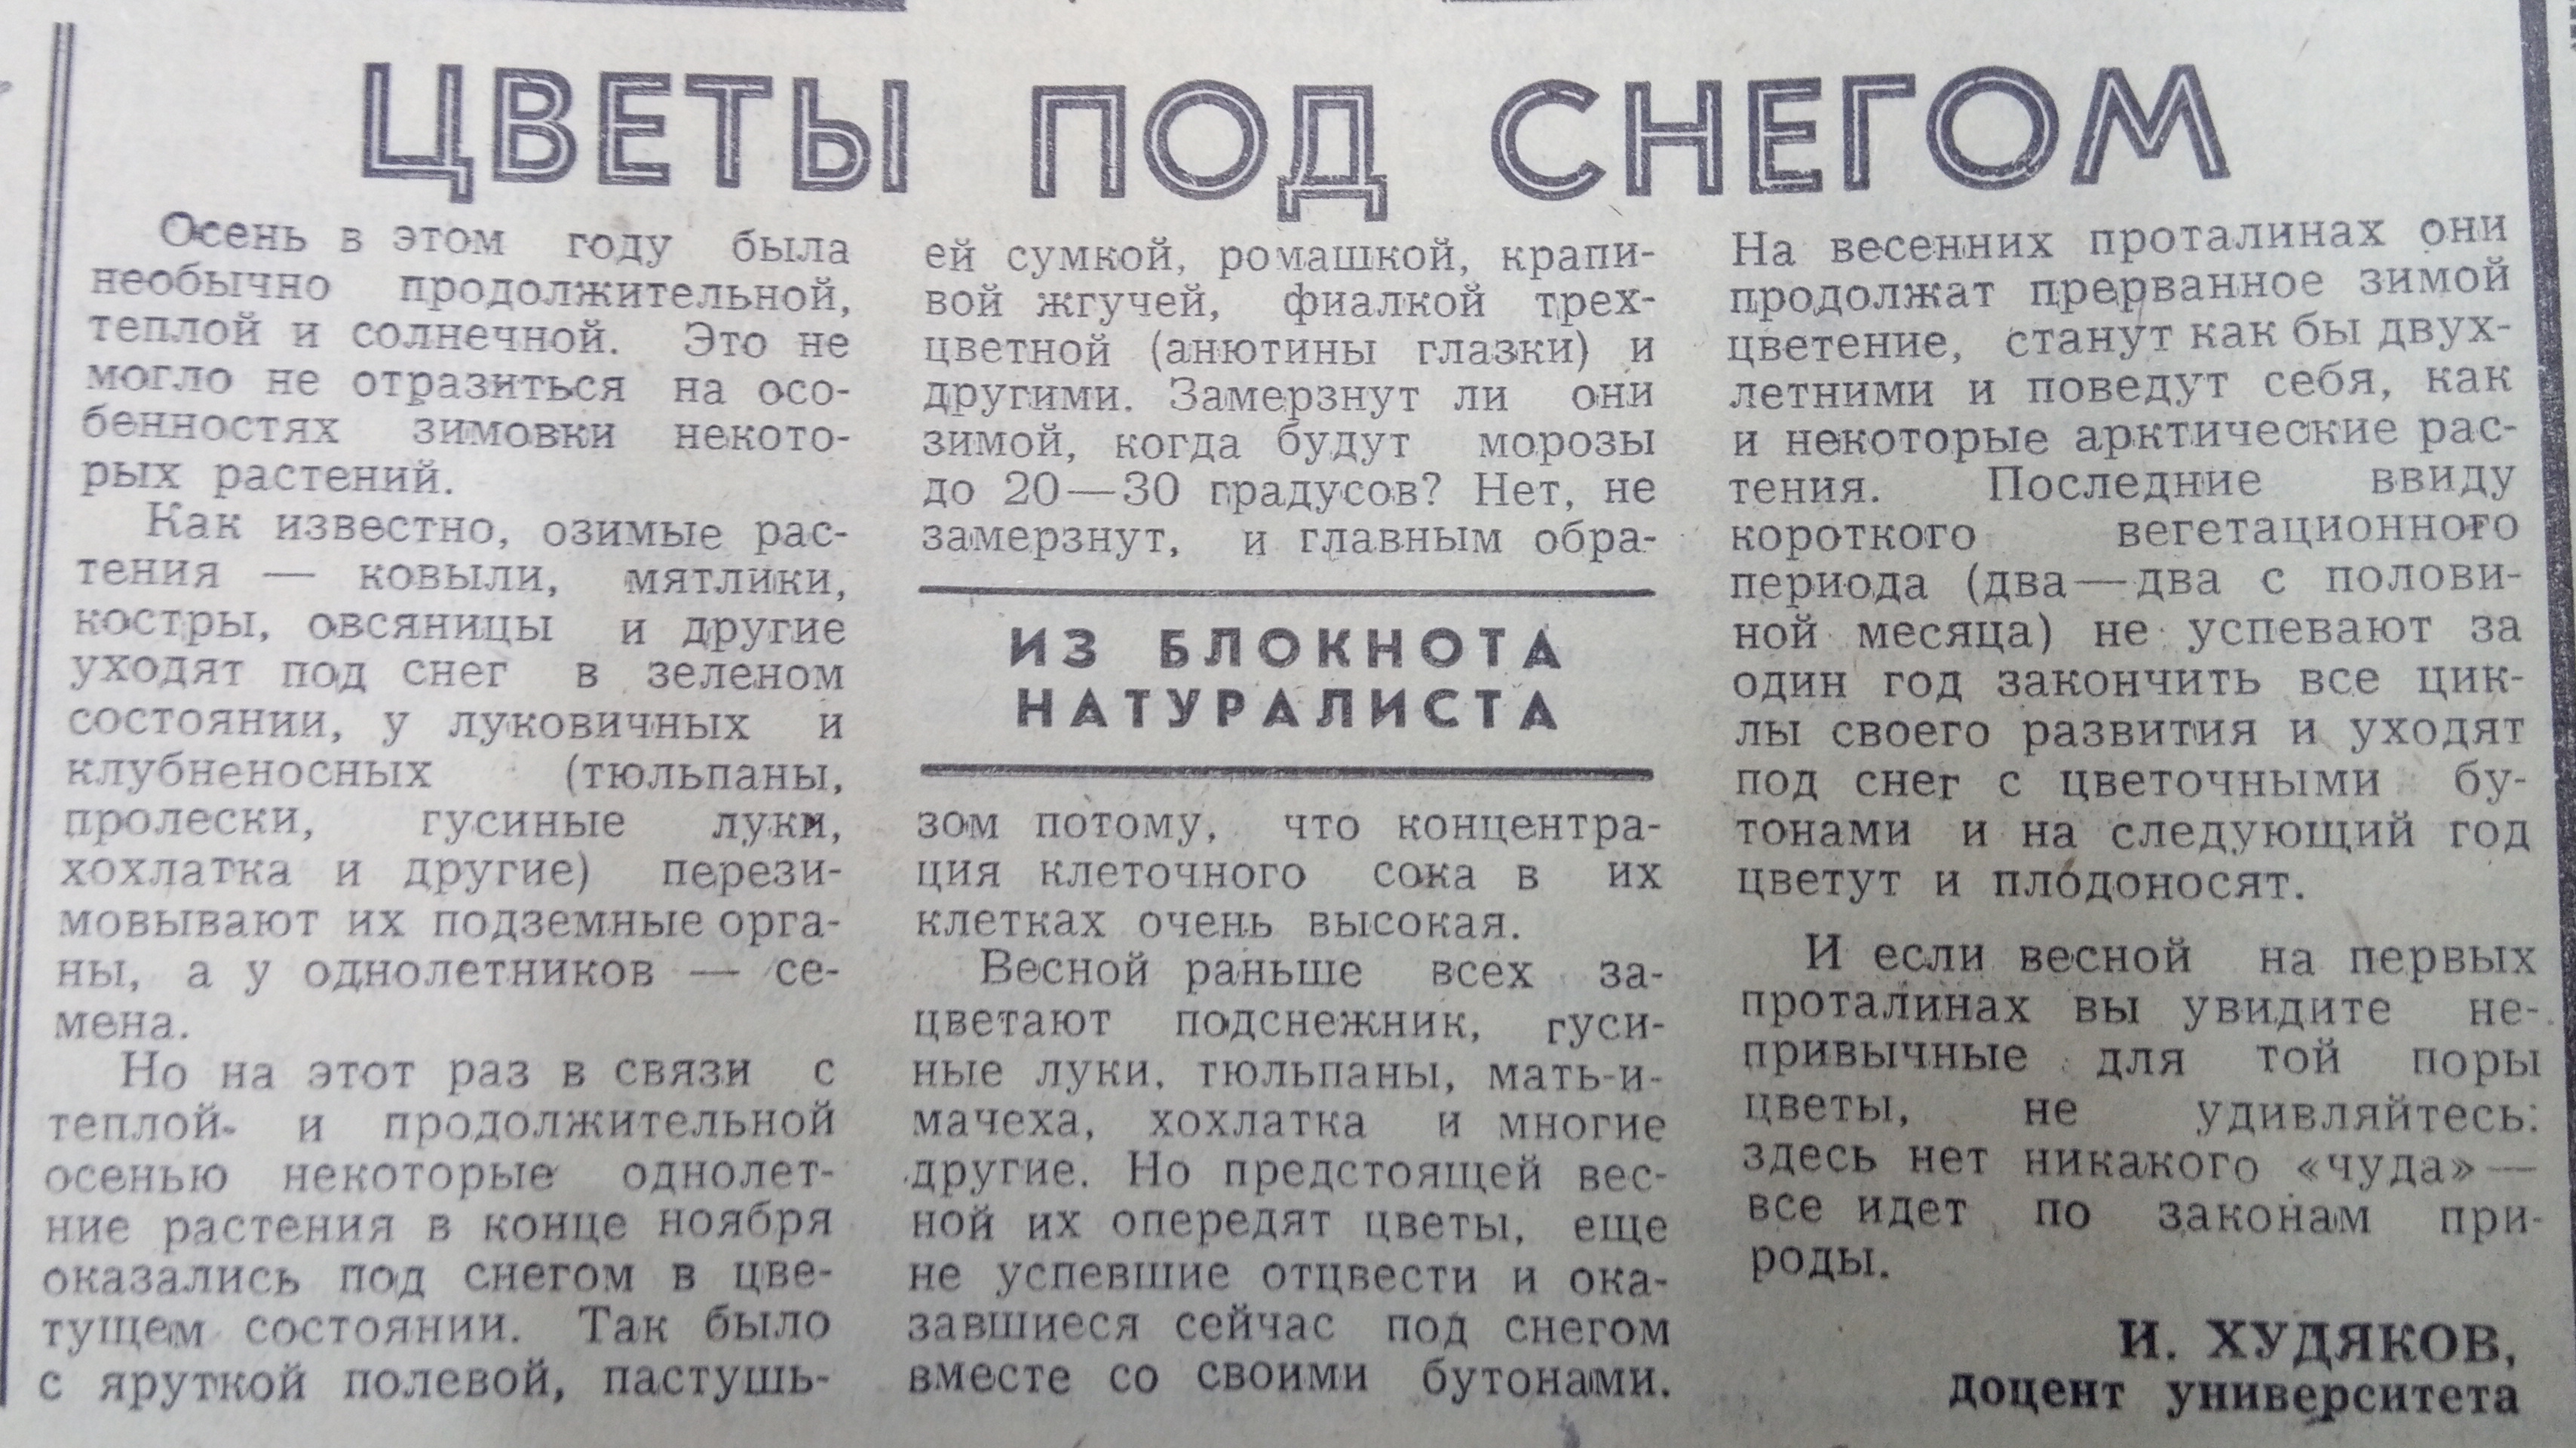 ЦВЕТЫ ПОД СНЕГОМ
Осень в этом году была
необычно продолжительной,
теплой и солнечной. Это не
могло не отразиться на осо-
бенностях зимовки некото-
рых растений.
Как известно, озимые рас-
тения — ковыли, мятлики,
костры, овсяницы и другие
уходят под снег в зеленом
состоянии, у луковичных и
клубненосных (тюльпаны,
пролески, гусиные луки,
хохлатка и другие) перези-
мовывают их подземные орга-
ны, а у однолетников — се-
мена.
Но на этот раз в связи с
теплой и продолжительной
осенью некоторые однолет-
ние растения в конце ноября
оказались под снегом в цве-
тущем состоянии. Так было
с яруткой полевой, пастушь-
ей сумкой, ромашкой, крапи-
вой жгучей, фиалкой трех-
цветной (анютины глазки) и
другими. Замерзнут ли они
зимой, когда будут морозы
до 20—30 градусов? Нет, не
замерзнут, и главным обра-
ИЗ БЛОКНОТА
НАТУРАЛИСТА
зом потому, что концентра-
ция клеточного сока в их
клетках очень высокая.
Весной раньше всех за-
цветают подснежник, гуси-
ные луки, тюльпаны, мать-и-
мачеха, хохлатка и многие
другие. Но предстоящей вес-
ной их опередят цветы, еще
не успевшие отцвести и ока-
завшиеся сейчас под снегом
вместе со своими бутонами.
На весенних проталинах они
продолжат прерванное зимой
цветение, станут как бы двух-
летними и поведут себя, как
и некоторые арктические рас-
тения. Последние ввиду
короткого вегетационного
периода (два—два с полови-
ной месяца) не успевают за
один год закончить все цик-
лы своего развития и уходят
под снег с цветочными бу-
тонами и на следующий год
цветут и плодоносят.
И если весной на первых
проталинах вы увидите не-
привычные для той поры
цветы, не удивляйтесь:
здесь нет никакого «чуда» —
все идет по законам при-
роды.
И. ХУДЯКОВ,
доцент университета